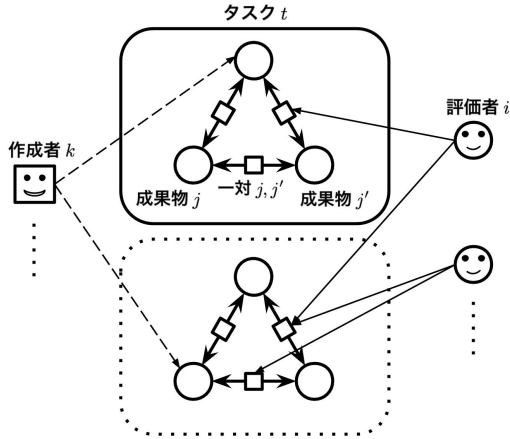 タスク t
評価者 i
作成者 k
成果物 j
一対 j, j′
成果物 j′